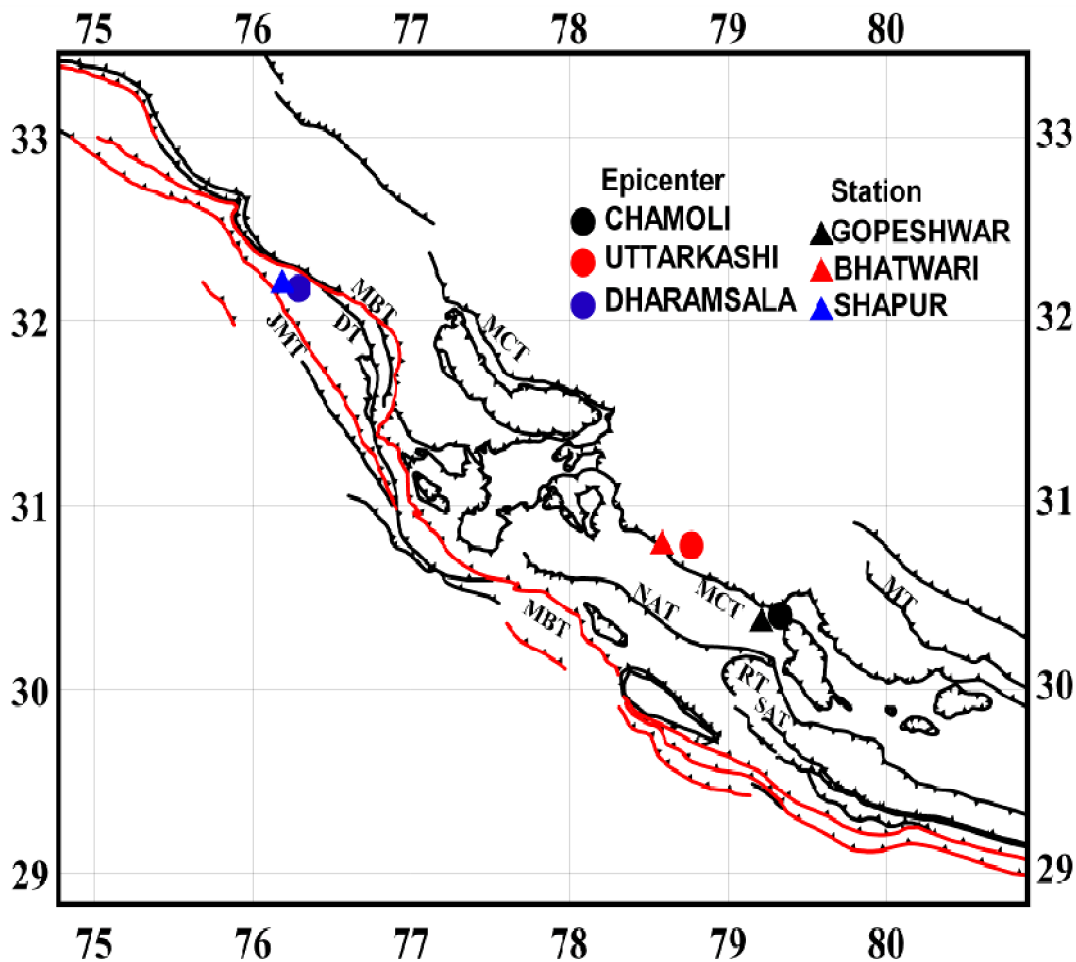 75 76 77 78 79 80
33 33
Epicenter Station
CHAMOLI GOPESHWAR
UTTARKASHI BHATWARI
DHARAMSALA SHAPUR
MBT
32 DT 32
JMT MCT
31 31
NAT MCT MT
MBT
30 RT 30
SAT
29 29
75 76 77 78 79 80